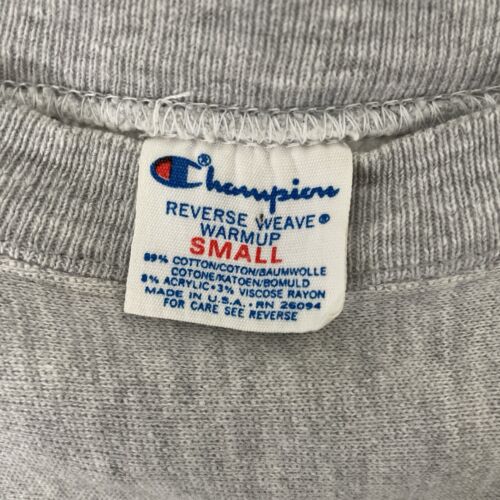 Champion®
REVERSE WEAVE®
WARMUP
SMALL
89% COTTON/COTON/BAUMWOLLE
COTONE/KATOEN/BOMULD
8% ACRYLIC • 3% VISCOSE RAYON
MADE IN U.S.A. • RN 26094
FOR CARE SEE REVERSE